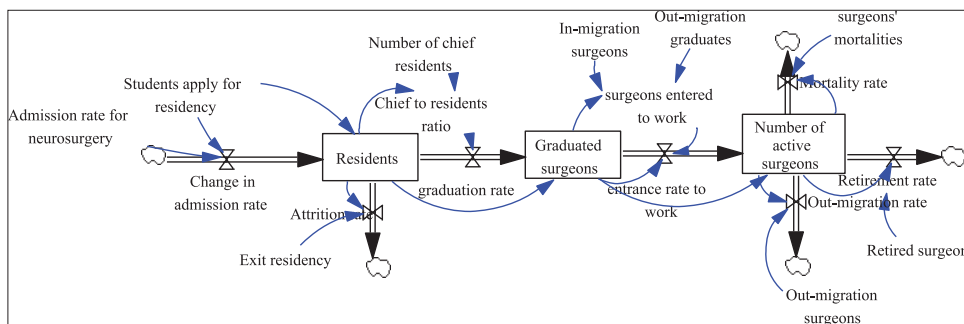 surgeons'
mortalities
Out-migration
graduates
In-migration
surgeons
Number of chief
residents
Students apply for
residency
Mortality rate
Chief to residents
ratio
surgeons entered
to work
Admission rate for
neurosurgery
Residents
Graduated
surgeons
Number of
active
surgeons
Change in
admission rate
graduation rate
entrance rate to
work
Retirement rate
Attrition rate
Out-migration rate
Exit residency
Retired surgeon
Out-migration
surgeons